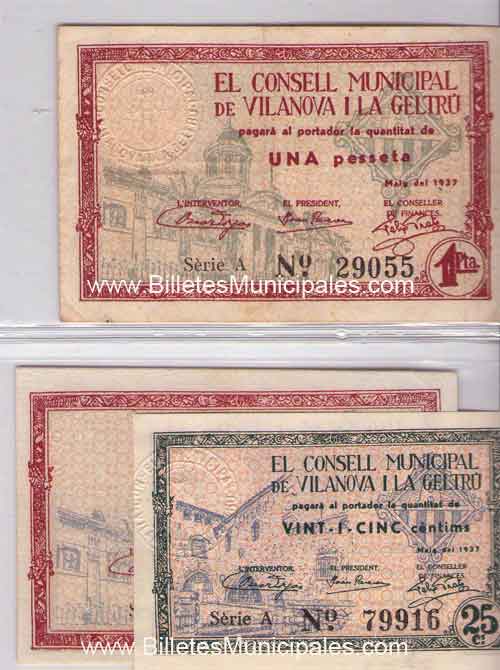 EL CONSELL MUNICIPAL
DE VILANOVA I LA GELTRÚ
pagarà al portador la quantitat de
UNA pesseta
Maig del 1937
L'INTERVENTOR, EL PRESIDENT, EL CONSELLER
DE FINANCES,
Sèrie A Nº 29055 1 Pta.
www.BilletesMunicipales.com
EL CONSELL MUNICIPAL
DE VILANOVA I LA GELTRÚ
pagarà al portador la quantitat de
VINT-I-CINC cèntims
Maig del 1937
L'INTERVENTOR, EL PRESIDENT, EL CONSELLER
DE FINANCES,
Sèrie A Nº 79916 25 Cs.
www.BilletesMunicipales.com